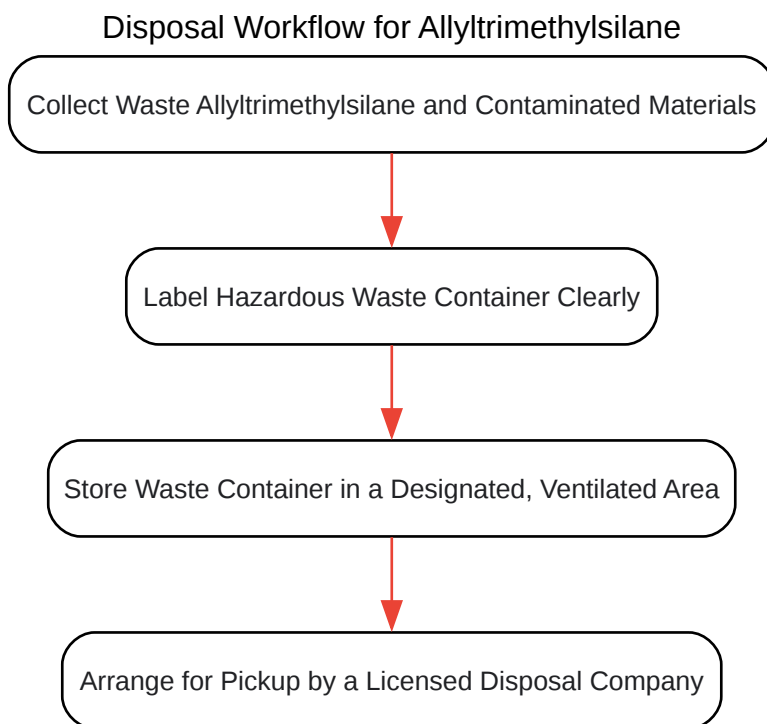 Disposal Workflow for Allyltrimethylsilane
Collect Waste Allyltrimethylsilane and Contaminated Materials
Label Hazardous Waste Container Clearly
Store Waste Container in a Designated, Ventilated Area
Arrange for Pickup by a Licensed Disposal Company